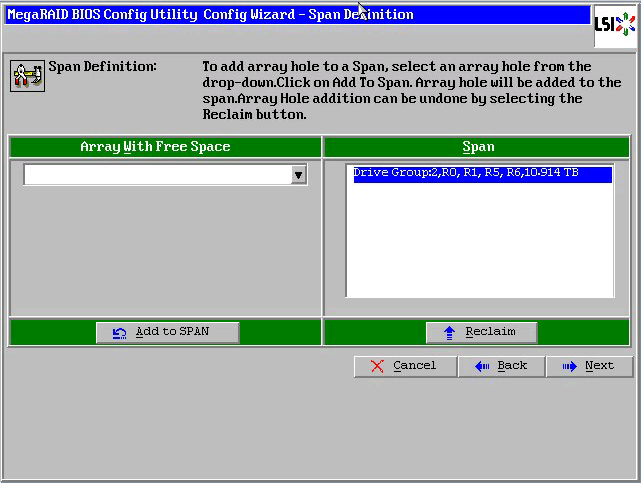 MegaRAID BIOS Config Utility Config Wizard - Span Definition
LSI
Span Definition:
To add array hole to a Span, select an array hole from the
drop-down.Click on Add To Span. Array hole will be added to the
span.Array Hole addition can be undone by selecting the
Reclaim button.
Array With Free Space
Span
Drive Group:2,R0, R1, R5, R6,10.914 TB
Add to SPAN
Reclaim
Cancel
Back
Next